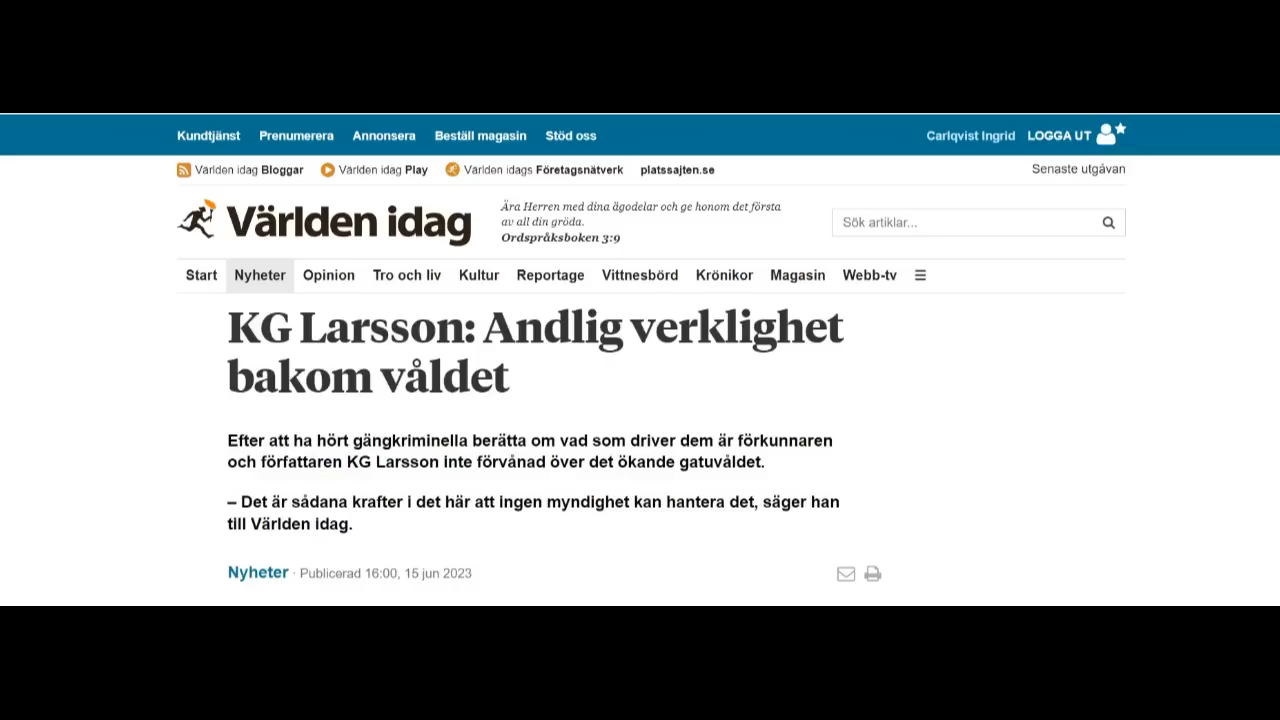 Kundtjänst Prenumerera Annonsera Beställ magasin Stöd oss Carlqvist Ingrid LOGGA UT
Världen idag Bloggar Världen idag Play Världen idags Företagsnätverk platssajten.se Senaste utgåvan
Världen idag
Ära Herren med dina ägodelar och ge honom det första
av all din gröda.
Ordspråksboken 3:9
Sök artiklar...
Start Nyheter Opinion Tro och liv Kultur Reportage Vittnesbörd Krönikor Magasin Webb-tv
KG Larsson: Andlig verklighet
bakom våldet
Efter att ha hört gängkriminella berätta om vad som driver dem är förkunnaren
och författaren KG Larsson inte förvånad över det ökande gatuvåldet.
– Det är sådana krafter i det här att ingen myndighet kan hantera det, säger han
till Världen idag.
Nyheter · Publicerad 16:00, 15 jun 2023